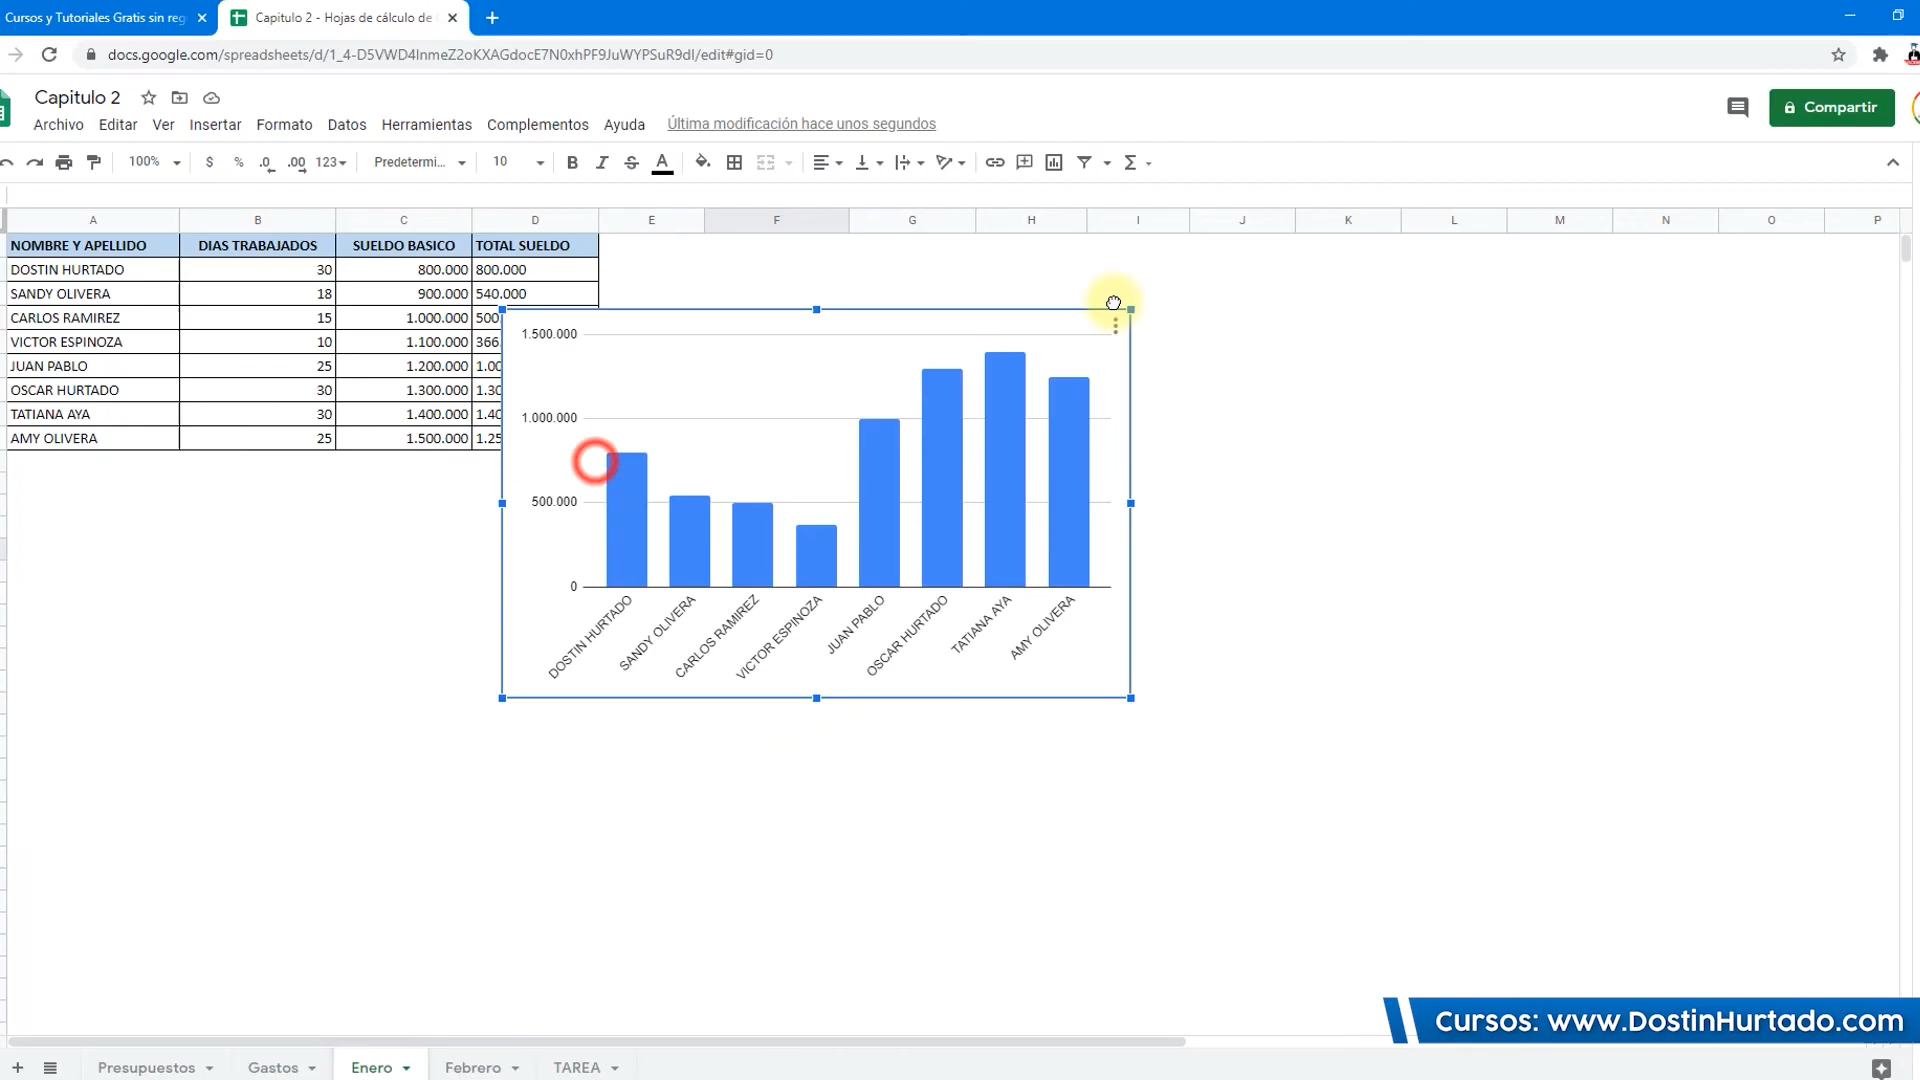 Cursos y Tutoriales Gratis sin reg
Capitulo 2 - Hojas de cálculo de
docs.google.com/spreadsheets/d/1_4-D5VWD4lnmeZ2oKXAGdocE7N0xhPF9JuWYPSuR9dI/edit#gid=0
Capitulo 2
Compartir
Archivo Editar Ver Insertar Formato Datos Herramientas Complementos Ayuda Última modificación hace unos segundos
100% $ % .0 .00 123 Predetermi... 10 B I S A Σ
A B C D E F G H I J K L M N O P
NOMBRE Y APELLIDO DIAS TRABAJADOS SUELDO BASICO TOTAL SUELDO
DOSTIN HURTADO 30 800.000 800.000
SANDY OLIVERA 18 900.000 540.000
CARLOS RAMIREZ 15 1.000.000 500
VICTOR ESPINOZA 10 1.100.000 366.
JUAN PABLO 25 1.200.000 1.00
OSCAR HURTADO 30 1.300.000 1.30
TATIANA AYA 30 1.400.000 1.40
AMY OLIVERA 25 1.500.000 1.25
1.500.000
1.000.000
500.000
0
DOSTIN HURTADO
SANDY OLIVERA
CARLOS RAMIREZ
VICTOR ESPINOZA
JUAN PABLO
OSCAR HURTADO
TATIANA AYA
AMY OLIVERA
Cursos: www.DostinHurtado.com
Presupuestos Gastos Enero Febrero TAREA